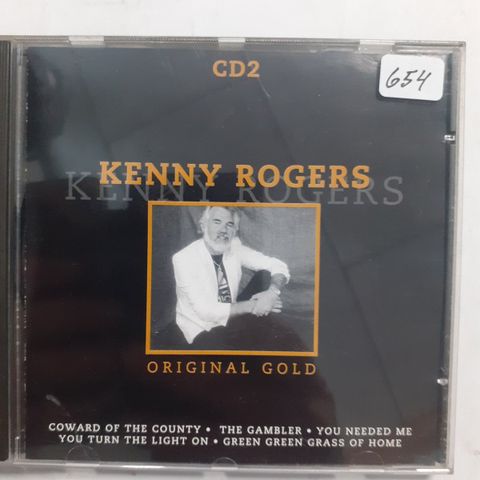 CD2
654
KENNY ROGERS
KENNY ROGERS
ORIGINAL GOLD
COWARD OF THE COUNTY • THE GAMBLER • YOU NEEDED ME
YOU TURN THE LIGHT ON • GREEN GREEN GRASS OF HOME